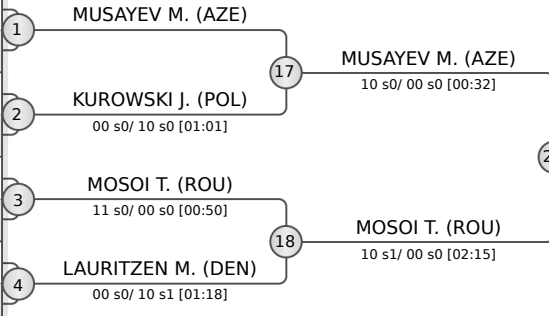 1
MUSAYEV M. (AZE)
17
MUSAYEV M. (AZE)
10 s0/ 00 s0 [00:32]
2
KUROWSKI J. (POL)
00 s0/ 10 s0 [01:01]
3
MOSOI T. (ROU)
11 s0/ 00 s0 [00:50]
18
MOSOI T. (ROU)
10 s1/ 00 s0 [02:15]
4
LAURITZEN M. (DEN)
00 s0/ 10 s1 [01:18]